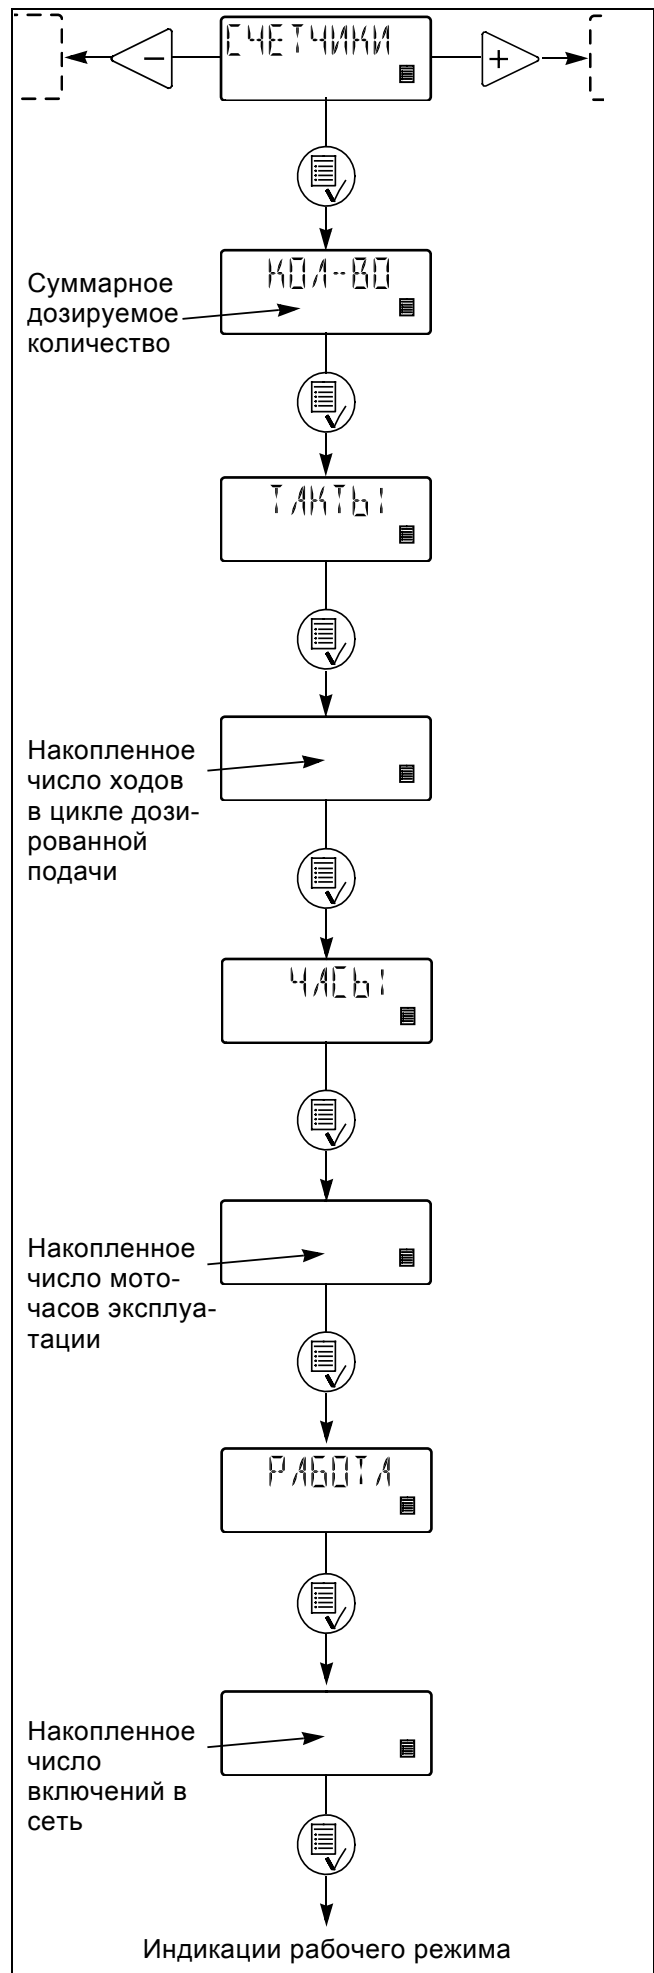 СЧЕТЧИКИ
КОЛ-ВО
Суммарное
дозируемое
количество
ТАКТЫ
Накопленное
число ходов
в цикле дози-
рованной
подачи
ЧАСЫ
Накопленное
число мото-
часов эксплуа-
тации
РАБОТА
Накопленное
число
включений в
сеть
Индикации рабочего режима